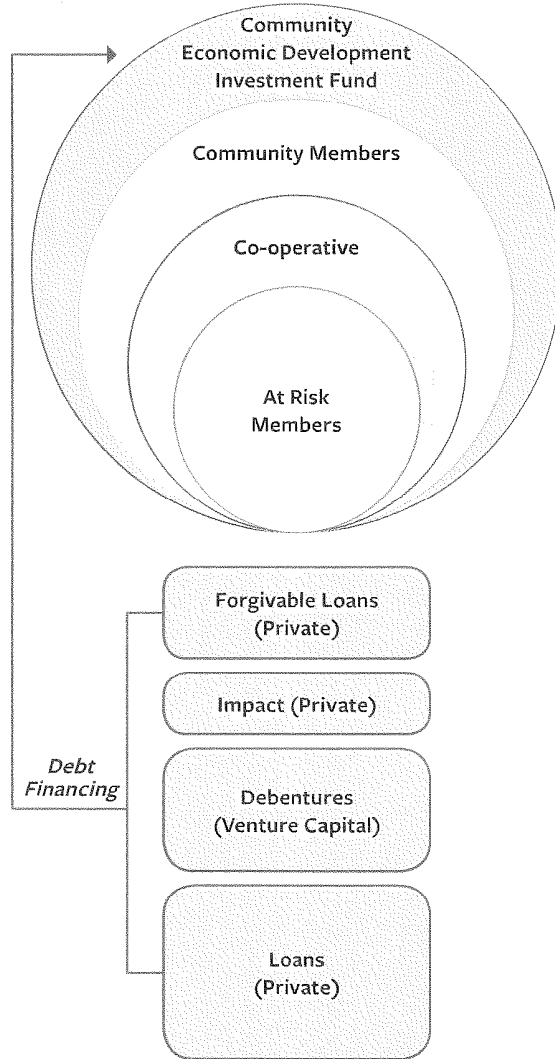 Community
Economic Development
Investment Fund
Community Members
Co-operative
At Risk
Members
Forgivable Loans
(Private)
Impact (Private)
Debt
Financing
Debentures
(Venture Capital)
Loans
(Private)